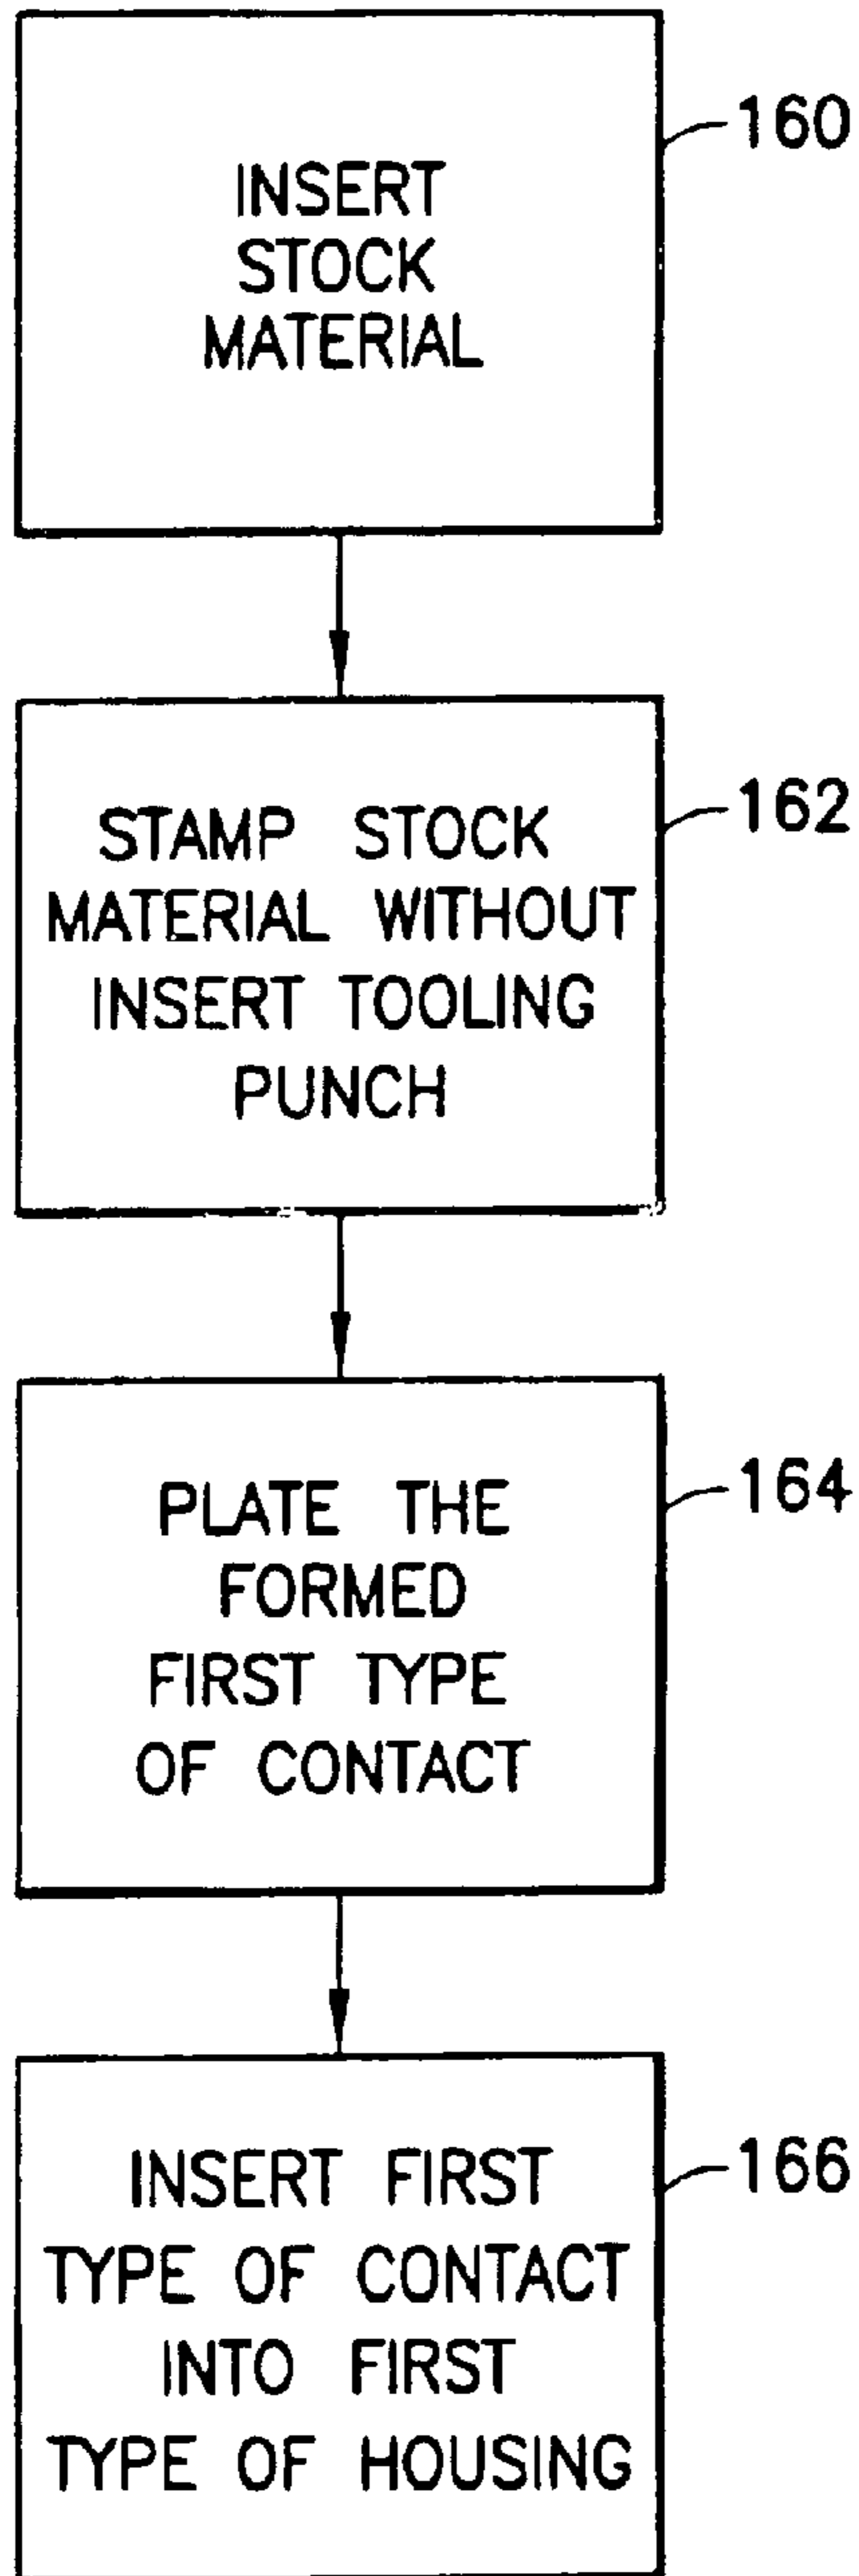 160
INSERT
STOCK
MATERIAL
162
STAMP STOCK
MATERIAL WITHOUT
INSERT TOOLING
PUNCH
164
PLATE THE
FORMED
FIRST TYPE
OF CONTACT
166
INSERT FIRST
TYPE OF CONTACT
INTO FIRST
TYPE OF HOUSING